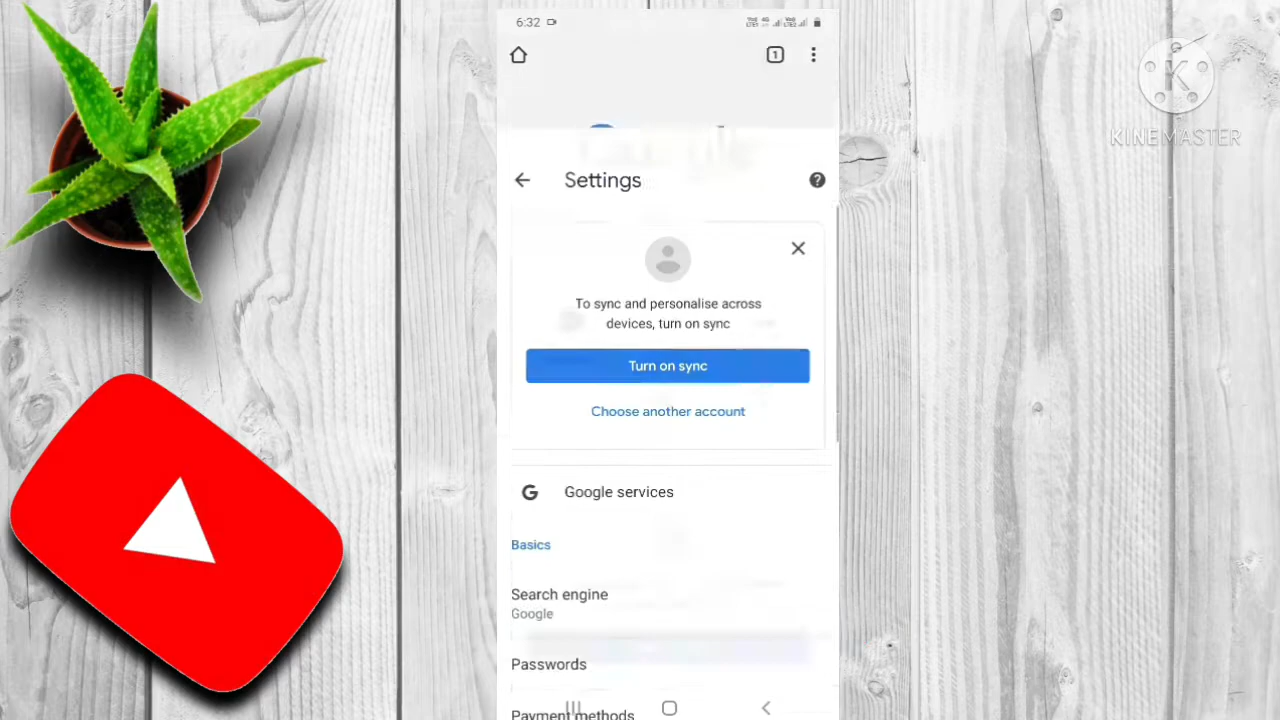 6:32
1
Settings
To sync and personalise across
devices, turn on sync
Turn on sync
Choose another account
Google services
Basics
Search engine
Google
Passwords
Payment methods
KINEMASTER